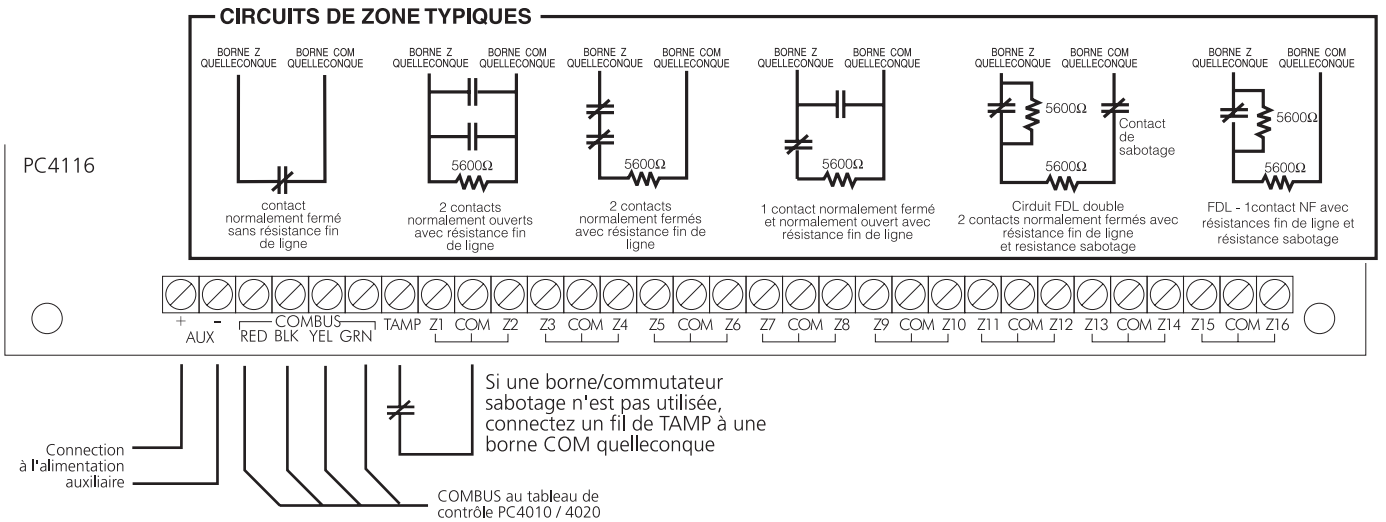 CIRCUITS DE ZONE TYPIQUES
BORNE Z
QUELLECONQUE
BORNE COM
QUELLECONQUE
contact
normalement fermé
sans résistance fin
de ligne
BORNE Z
QUELLECONQUE
BORNE COM
QUELLECONQUE
5600Ω
2 contacts
normalement ouverts
avec résistance fin
de ligne
BORNE Z
QUELLECONQUE
BORNE COM
QUELLECONQUE
5600Ω
2 contacts
normalement fermés
avec résistance fin de
ligne
BORNE Z
QUELLECONQUE
BORNE COM
QUELLECONQUE
5600Ω
1 contact normalement fermé
et normalement ouvert avec
résistance fin de ligne
BORNE Z
QUELLECONQUE
BORNE COM
QUELLECONQUE
5600Ω
Contact
de
sabotage
5600Ω
Cirduit FDL double
2 contacts normalement fermés avec
résistance fin de ligne
et resistance sabotage
BORNE Z
QUELLECONQUE
BORNE COM
QUELLECONQUE
5600Ω
5600Ω
FDL - 1contact NF avec
résistances fin de ligne et
résistance sabotage
PC4116
+ -
AUX
COMBUS
RED BLK YEL GRN
TAMP Z1 COM Z2 Z3 COM Z4 Z5 COM Z6 Z7 COM Z8 Z9 COM Z10 Z11 COM Z12 Z13 COM Z14 Z15 COM Z16
Si une borne/commutateur
sabotage n'est pas utilisée,
connectez un fil de TAMP à une
borne COM quelleconque
Connection
à l'alimentation
auxiliaire
COMBUS au tableau de
contrôle PC4010 / 4020